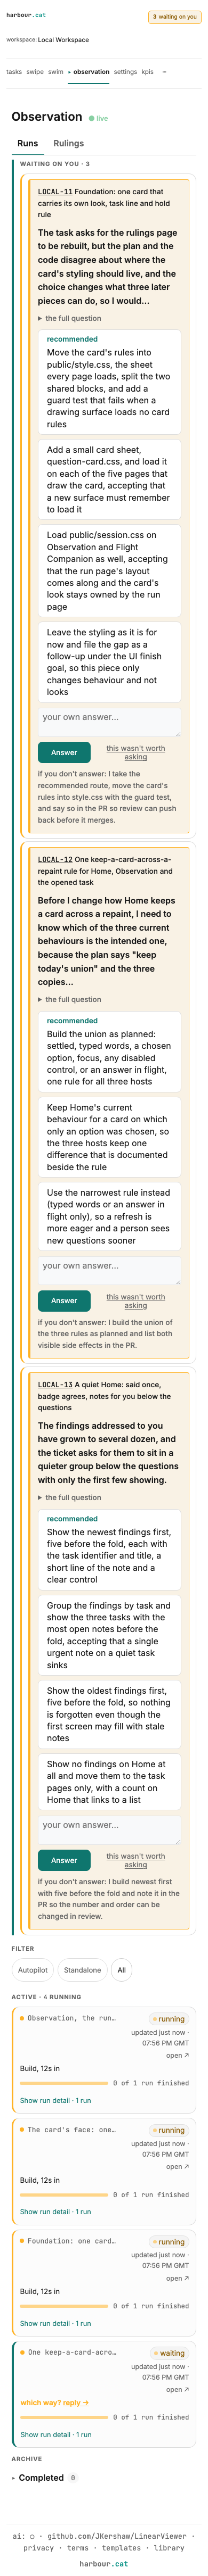 harbour.cat
3 waiting on you
workspace: Local Workspace
tasks swipe swim • observation settings kpis ⋯
Observation ● live
Runs Rulings
WAITING ON YOU · 3
LOCAL-11 Foundation: one card that
carries its own look, task line and hold
rule
The task asks for the rulings page
to be rebuilt, but the plan and the
code disagree about where the
card's styling should live, and the
choice changes what three later
pieces can do, so I would...
▸ the full question
recommended
Move the card's rules into
public/style.css, the sheet
every page loads, split the two
shared blocks, and add a
guard test that fails when a
drawing surface loads no card
rules
Add a small card sheet,
question-card.css, and load it
on each of the five pages that
draw the card, accepting that
a new surface must remember
to load it
Load public/session.css on
Observation and Flight
Companion as well, accepting
that the run page's layout
comes along and the card's
look stays owned by the run
page
Leave the styling as it is for
now and file the gap as a
follow-up under the UI finish
goal, so this piece only
changes behaviour and not
looks
your own answer...
Answer
this wasn't worth
asking
if you don't answer: I take the
recommended route, move the card's
rules into style.css with the guard test,
and say so in the PR so review can push
back before it merges.
LOCAL-12 One keep-a-card-across-a-
repaint rule for Home, Observation and
the opened task
Before I change how Home keeps
a card across a repaint, I need to
know which of the three current
behaviours is the intended one,
because the plan says "keep
today's union" and the three
copies...
▸ the full question
recommended
Build the union as planned:
settled, typed words, a chosen
option, focus, any disabled
control, or an answer in flight,
one rule for all three hosts
Keep Home's current
behaviour for a card on which
only an option was chosen, so
the three hosts keep one
difference that is documented
beside the rule
Use the narrowest rule instead
(typed words or an answer in
flight only), so a refresh is
more eager and a person sees
new questions sooner
your own answer...
Answer
this wasn't worth
asking
if you don't answer: I build the union of
the three rules as planned and list both
visible side effects in the PR.
LOCAL-13 A quiet Home: said once,
badge agrees, notes for you below the
questions
The findings addressed to you
have grown to several dozen, and
the ticket asks for them to sit in a
quieter group below the questions
with only the first few showing.
▸ the full question
recommended
Show the newest findings first,
five before the fold, each with
the task identifier and title, a
short line of the note and a
clear control
Group the findings by task and
show the three tasks with the
most open notes before the
fold, accepting that a single
urgent note on a quiet task
sinks
Show the oldest findings first,
five before the fold, so nothing
is forgotten even though the
first screen may fill with stale
notes
Show no findings on Home at
all and move them to the task
pages only, with a count on
Home that links to a list
your own answer...
Answer
this wasn't worth
asking
if you don't answer: I build newest first
with five before the fold and note it in the
PR so the number and order can be
changed in review.
FILTER
Autopilot Standalone All
ACTIVE · 4 RUNNING
Observation, the run… running
updated just now ·
07:56 PM GMT
open ↗
Build, 12s in
0 of 1 run finished
Show run detail · 1 run
The card's face: one… running
updated just now ·
07:56 PM GMT
open ↗
Build, 12s in
0 of 1 run finished
Show run detail · 1 run
Foundation: one card… running
updated just now ·
07:56 PM GMT
open ↗
Build, 12s in
0 of 1 run finished
Show run detail · 1 run
One keep-a-card-acro… waiting
updated just now ·
07:56 PM GMT
open ↗
which way? reply →
0 of 1 run finished
Show run detail · 1 run
ARCHIVE
▸ Completed 0
ai: ○ · github.com/JKersham/LinearViewer ·
privacy · terms · templates · library
harbour.cat